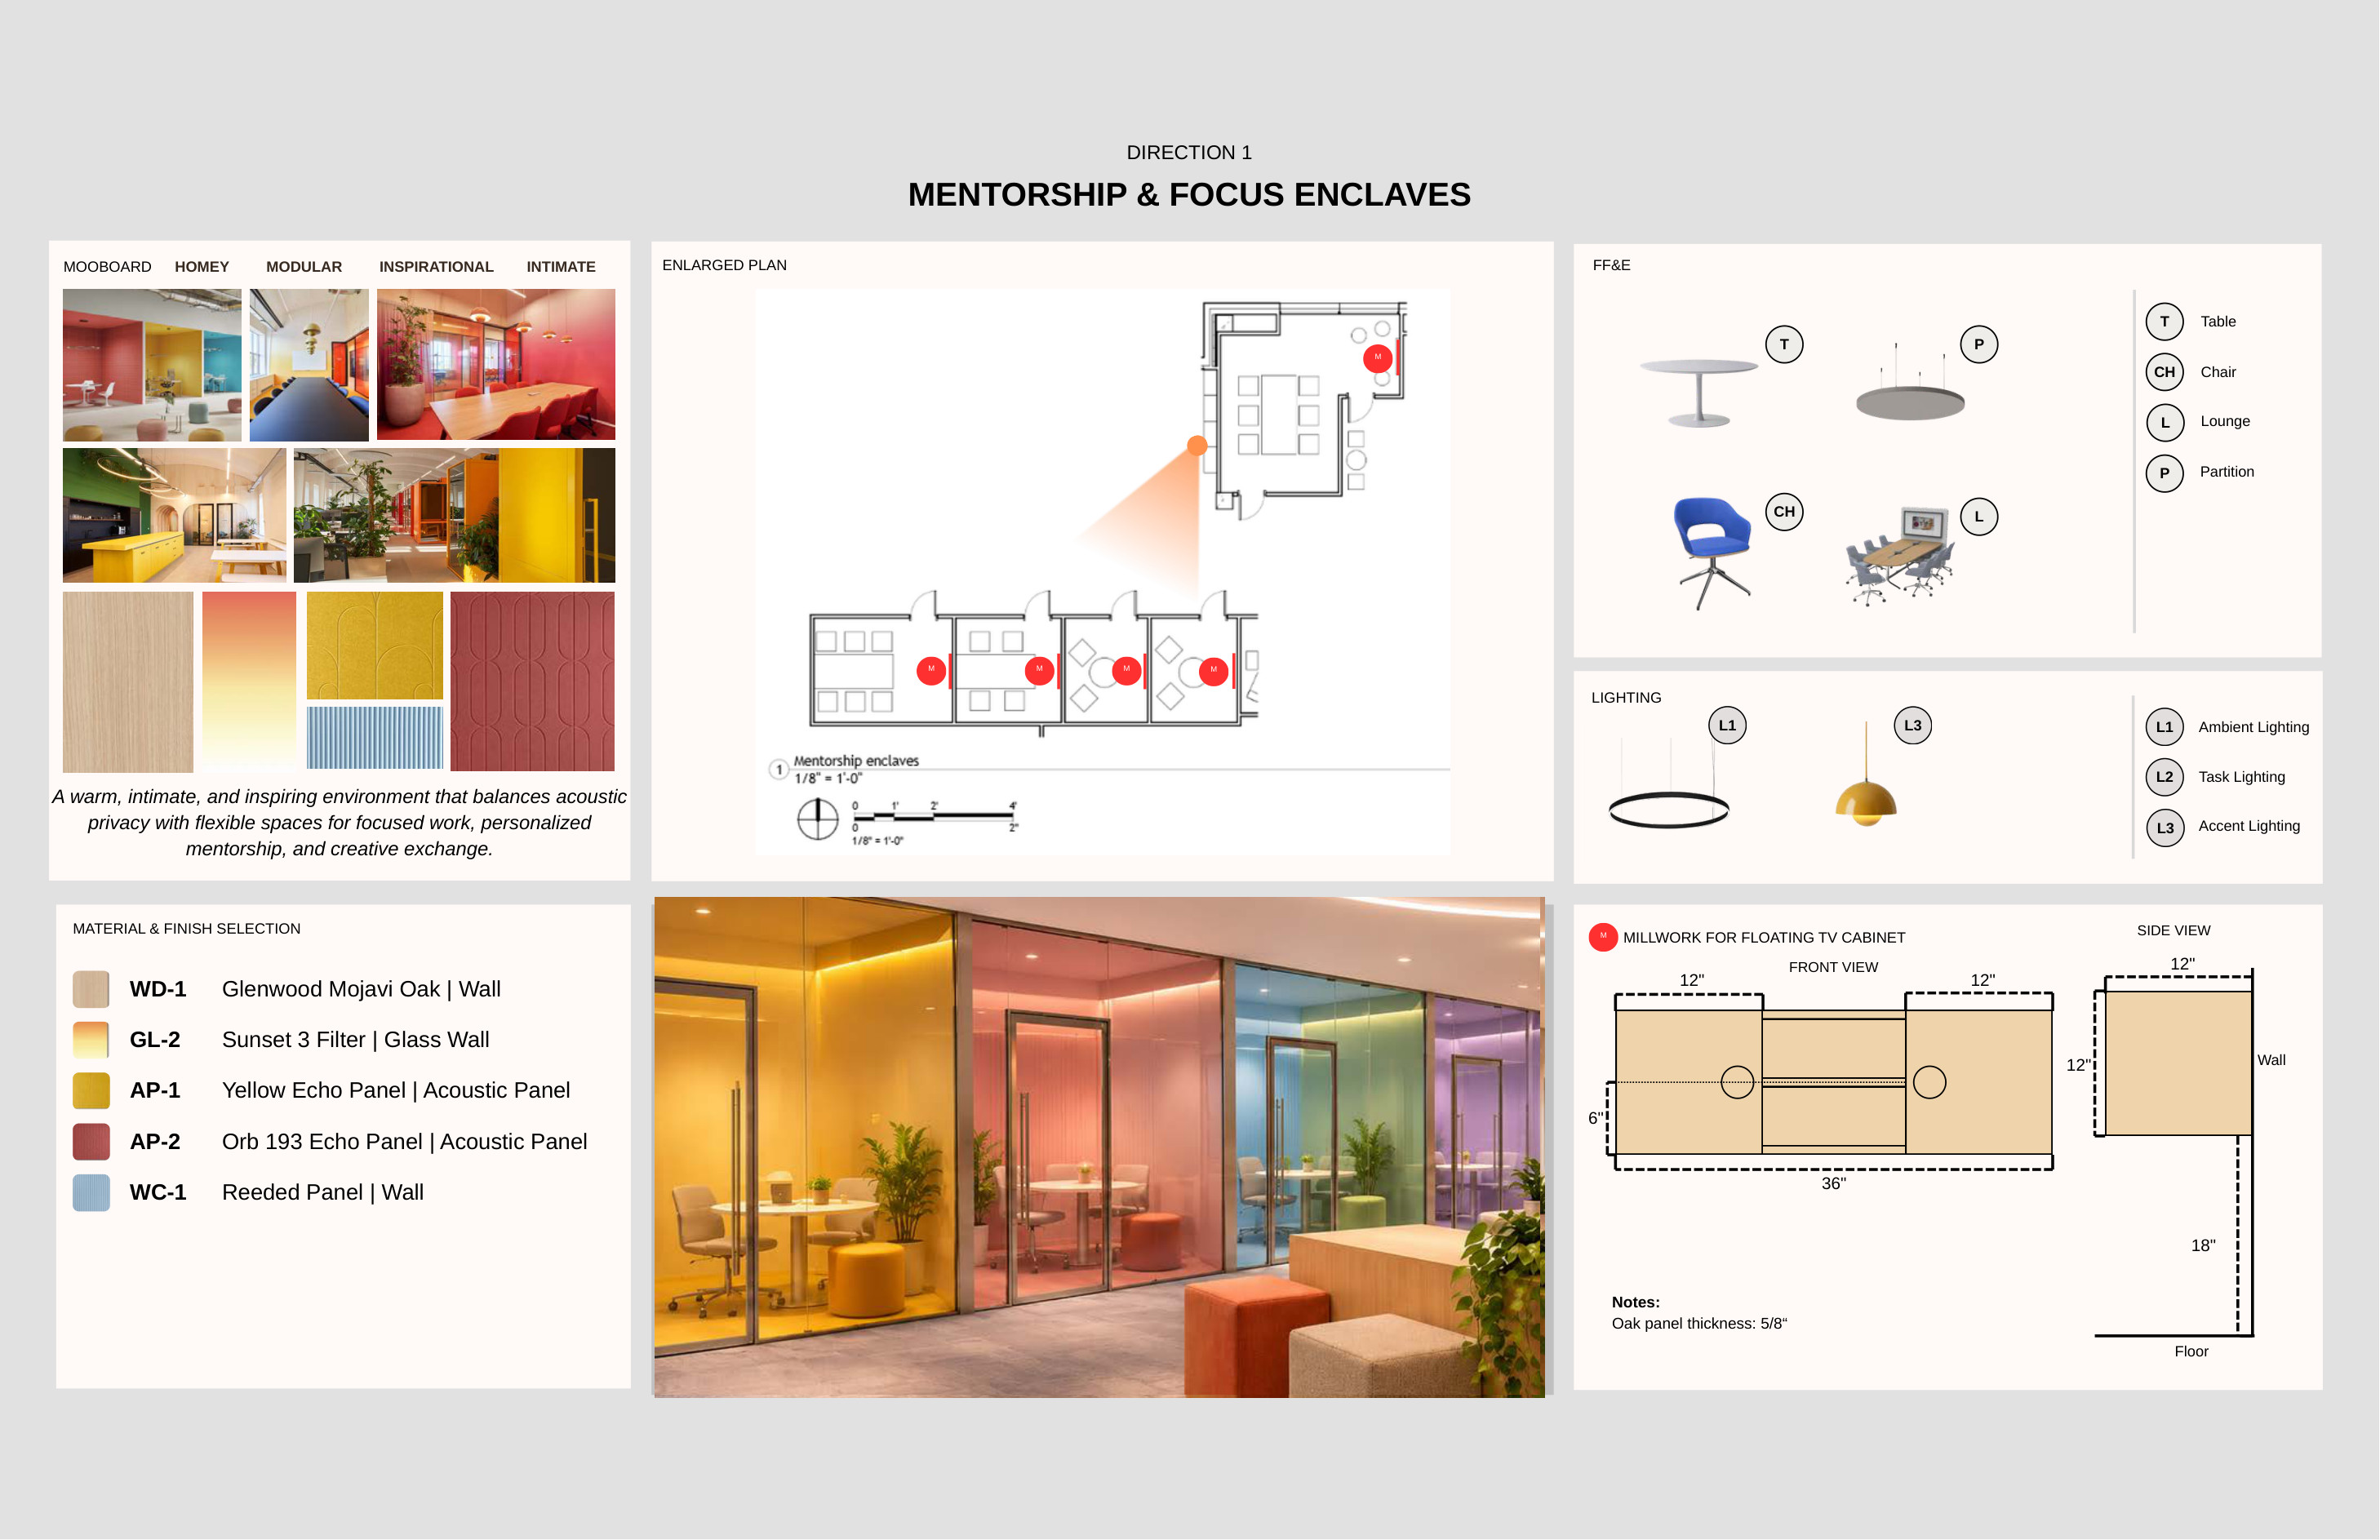 DIRECTION 1
MENTORSHIP & FOCUS ENCLAVES
MOOBOARD HOMEY MODULAR INSPIRATIONAL INTIMATE
A warm, intimate, and inspiring environment that balances acoustic
privacy with flexible spaces for focused work, personalized
mentorship, and creative exchange.
ENLARGED PLAN
M
M
M
M
M
1 Mentorship enclaves
1/8" = 1'-0"
0 1' 2' 4'
0 2"
1/8" = 1'-0"
FF&E
T
P
CH
L
T Table
CH Chair
L Lounge
P Partition
LIGHTING
L1
L3
L1 Ambient Lighting
L2 Task Lighting
L3 Accent Lighting
MATERIAL & FINISH SELECTION
WD-1 Glenwood Mojavi Oak | Wall
GL-2 Sunset 3 Filter | Glass Wall
AP-1 Yellow Echo Panel | Acoustic Panel
AP-2 Orb 193 Echo Panel | Acoustic Panel
WC-1 Reeded Panel | Wall
M MILLWORK FOR FLOATING TV CABINET
FRONT VIEW
12"
12"
6"
36"
Notes:
Oak panel thickness: 5/8“
SIDE VIEW
12"
12"
Wall
18"
Floor